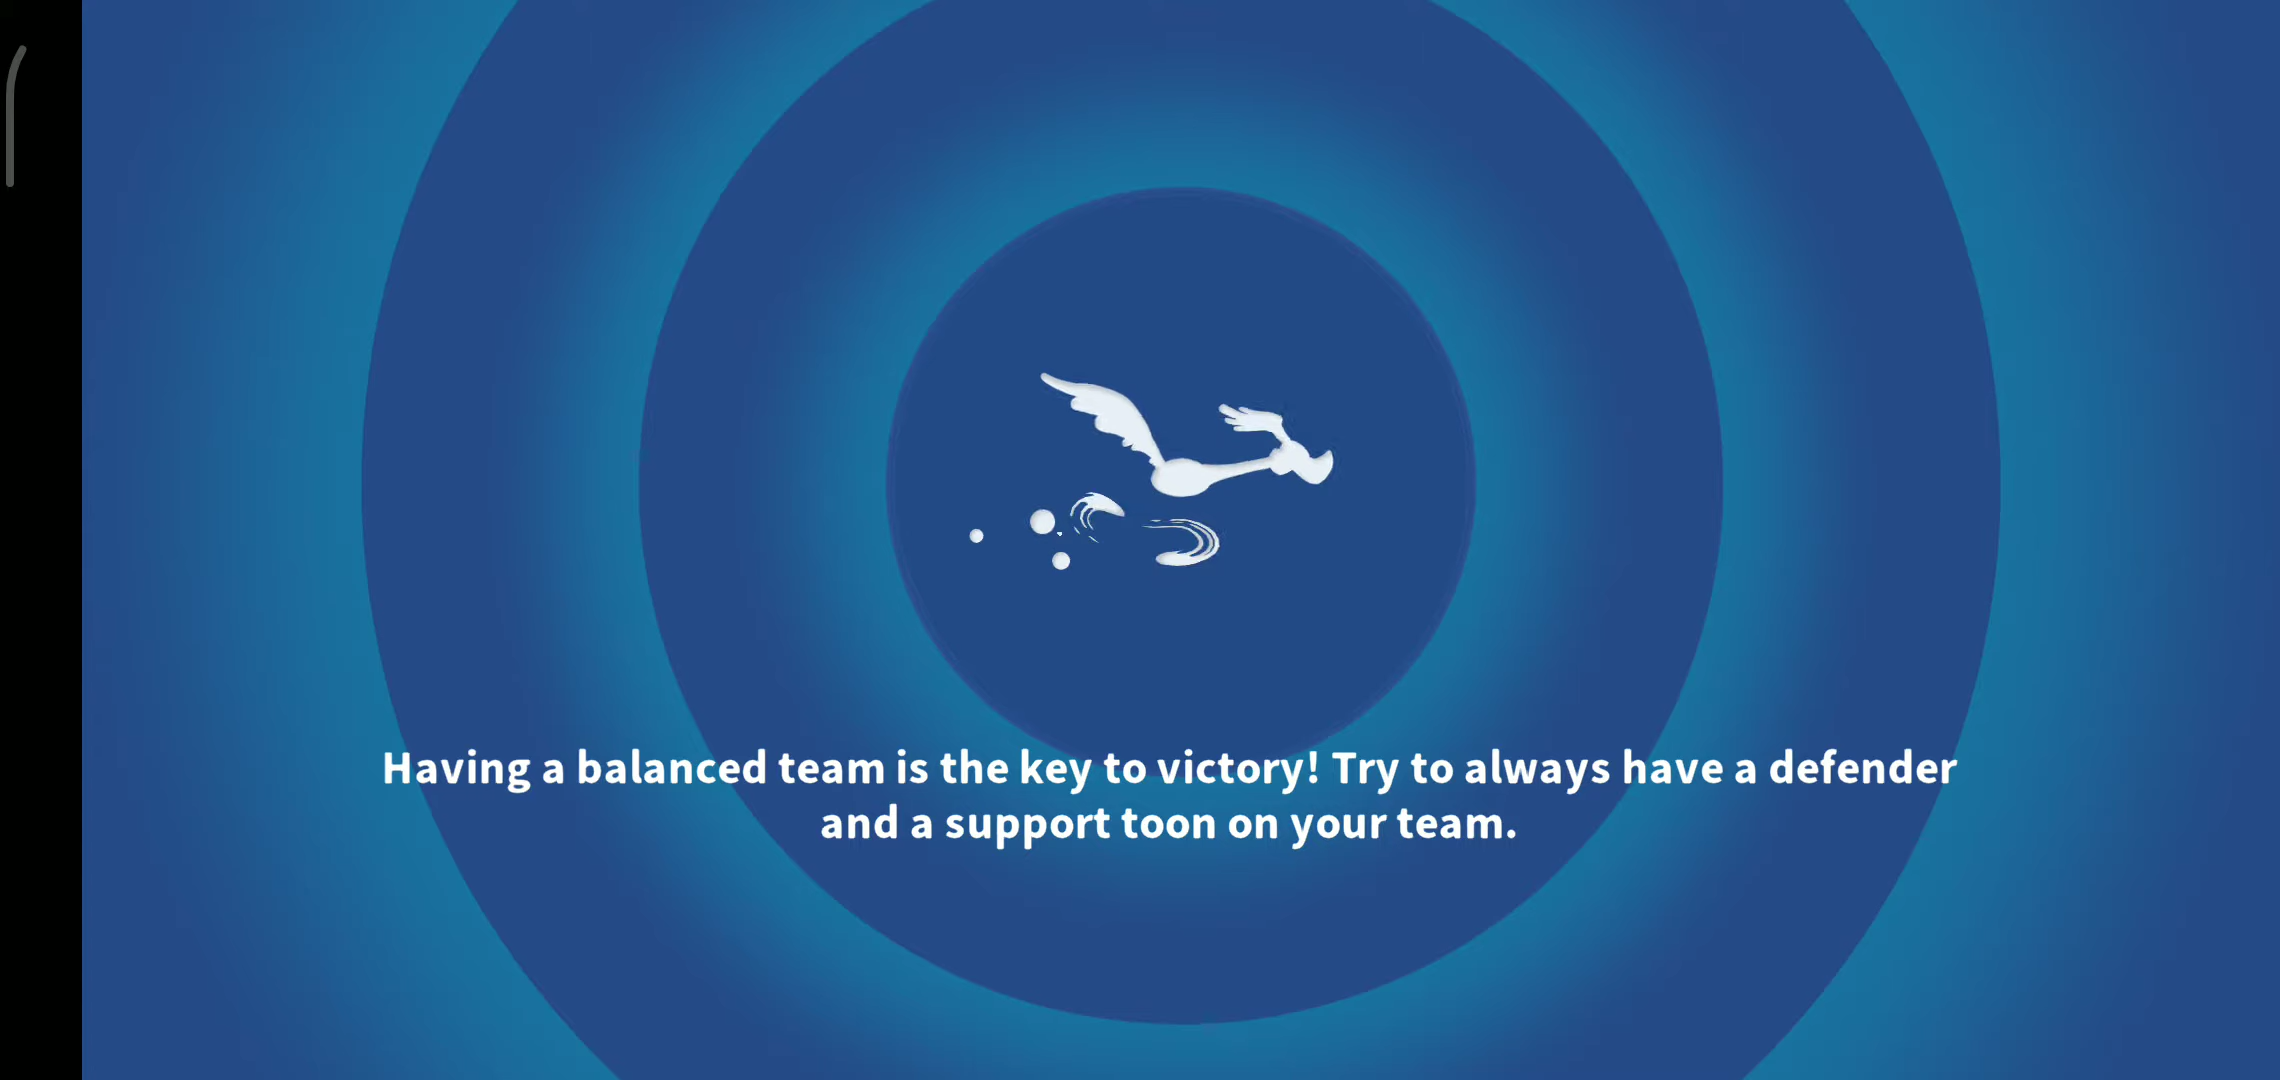 Having a balanced team is the key to victory! Try to always have a defender
and a support toon on your team.